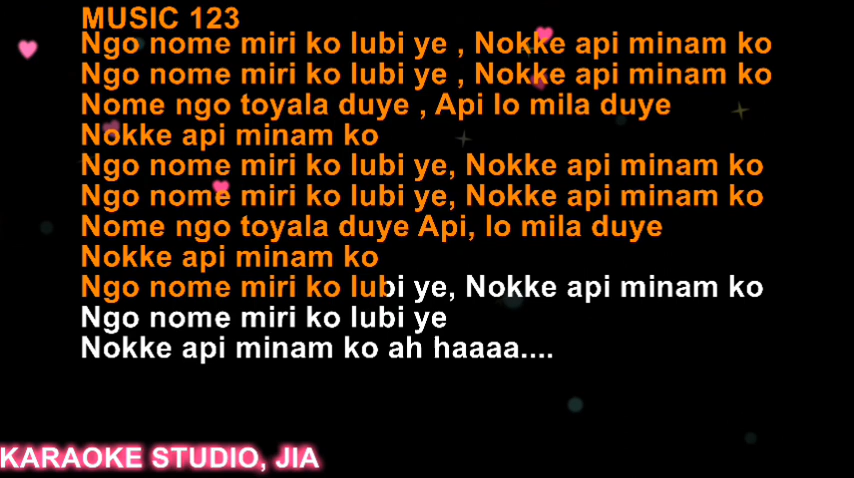 MUSIC 123
Ngo nome miri ko lubi ye , Nokke api minam ko
Ngo nome miri ko lubi ye , Nokke api minam ko
Nome ngo toyala duye , Api lo mila duye
Nokke api minam ko
Ngo nome miri ko lubi ye, Nokke api minam ko
Ngo nome miri ko lubi ye, Nokke api minam ko
Nome ngo toyala duye Api, lo mila duye
Nokke api minam ko
Ngo nome miri ko lubi ye, Nokke api minam ko
Ngo nome miri ko lubi ye
Nokke api minam ko ah haaaa....
KARAOKE STUDIO, JIA